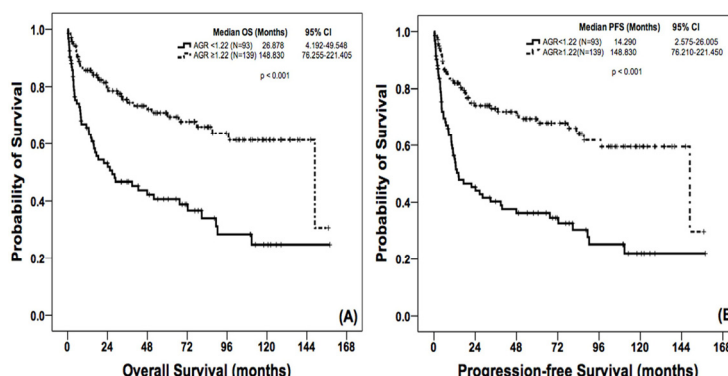 Median OS (Months) 95% CI
AGR <1.22 (N=93) 26.878 4.192-49.548
AGR ≥1.22 (N=139) 148.830 76.255-221.405
p < 0.001
Probability of Survival
1.0
0.8
0.6
0.4
0.2
0.0
0 24 48 72 96 120 144 168
Overall Survival (months)
(A)
Median PFS (Months) 95% CI
AGR<1.22 (N=93) 14.290 2.575-26.005
AGR≥1.22(N=139) 148.830 76.210-221.450
p < 0.001
Probability of Survival
1.0
0.8
0.6
0.4
0.2
0.0
0 24 48 72 96 120 144 168
Progression-free Survival (months)